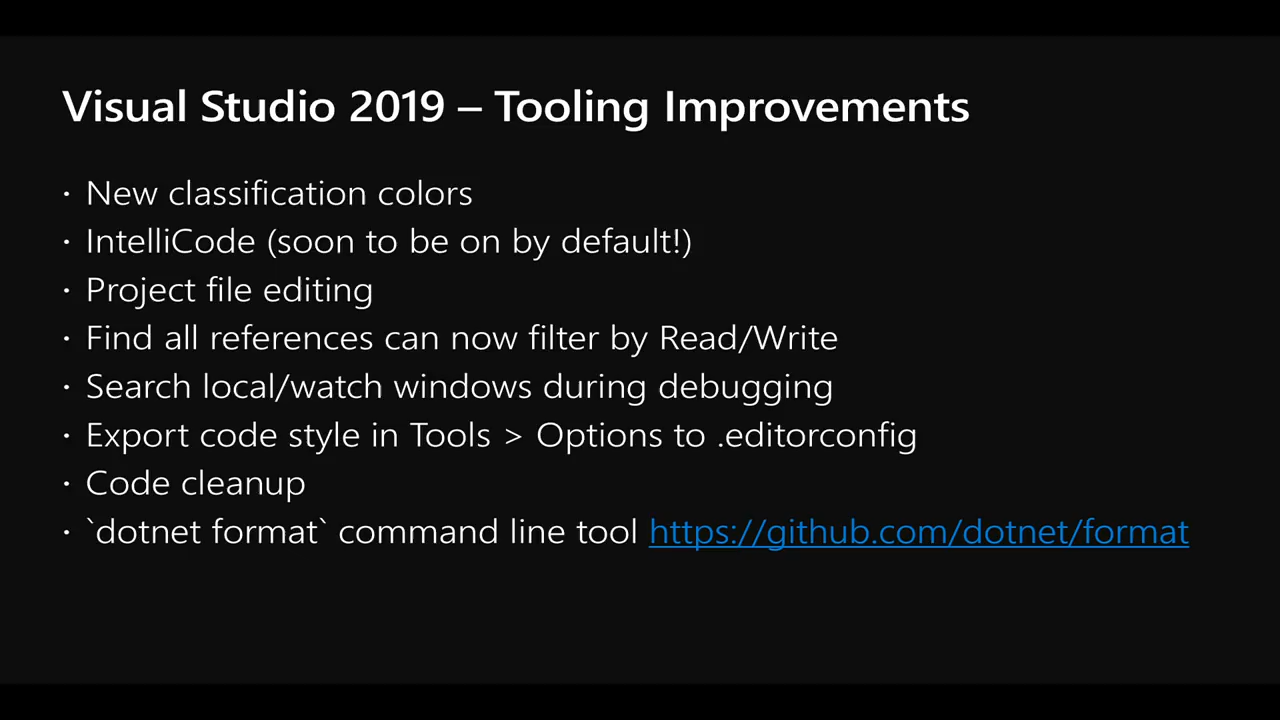 Visual Studio 2019 – Tooling Improvements
· New classification colors
· IntelliCode (soon to be on by default!)
· Project file editing
· Find all references can now filter by Read/Write
· Search local/watch windows during debugging
· Export code style in Tools > Options to .editorconfig
· Code cleanup
· `dotnet format` command line tool https://github.com/dotnet/format